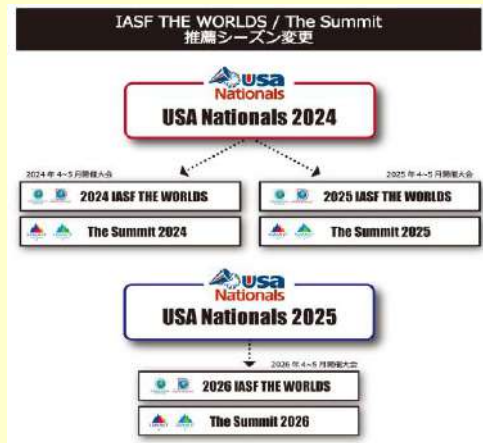 IASF THE WORLDS / The Summit
推薦シーズン変更
USA
Nationals
USA Nationals 2024
2024年4~5月開催大会
2025年4~5月開催大会
2024 IASF THE WORLDS
2025 IASF THE WORLDS
The Summit 2024
The Summit 2025
USA
Nationals
USA Nationals 2025
2026年4~5月開催大会
2026 IASF THE WORLDS
The Summit 2026